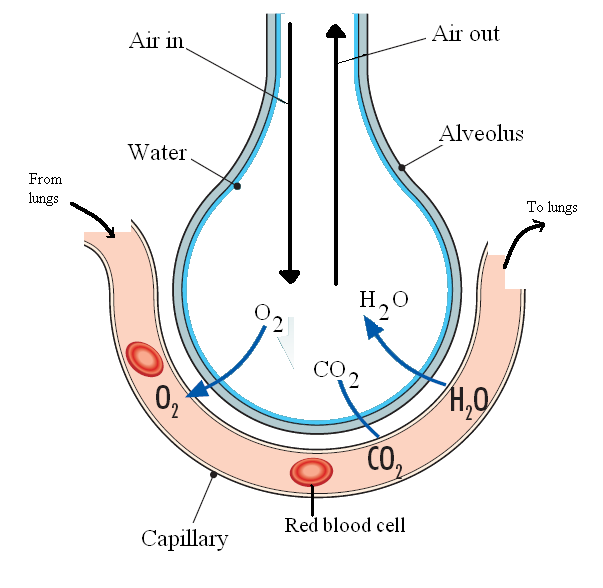 Air in
Air out
Water
Alveolus
From
lungs
To lungs
O2
H2O
CO2
O2
H2O
CO2
Red blood cell
Capillary